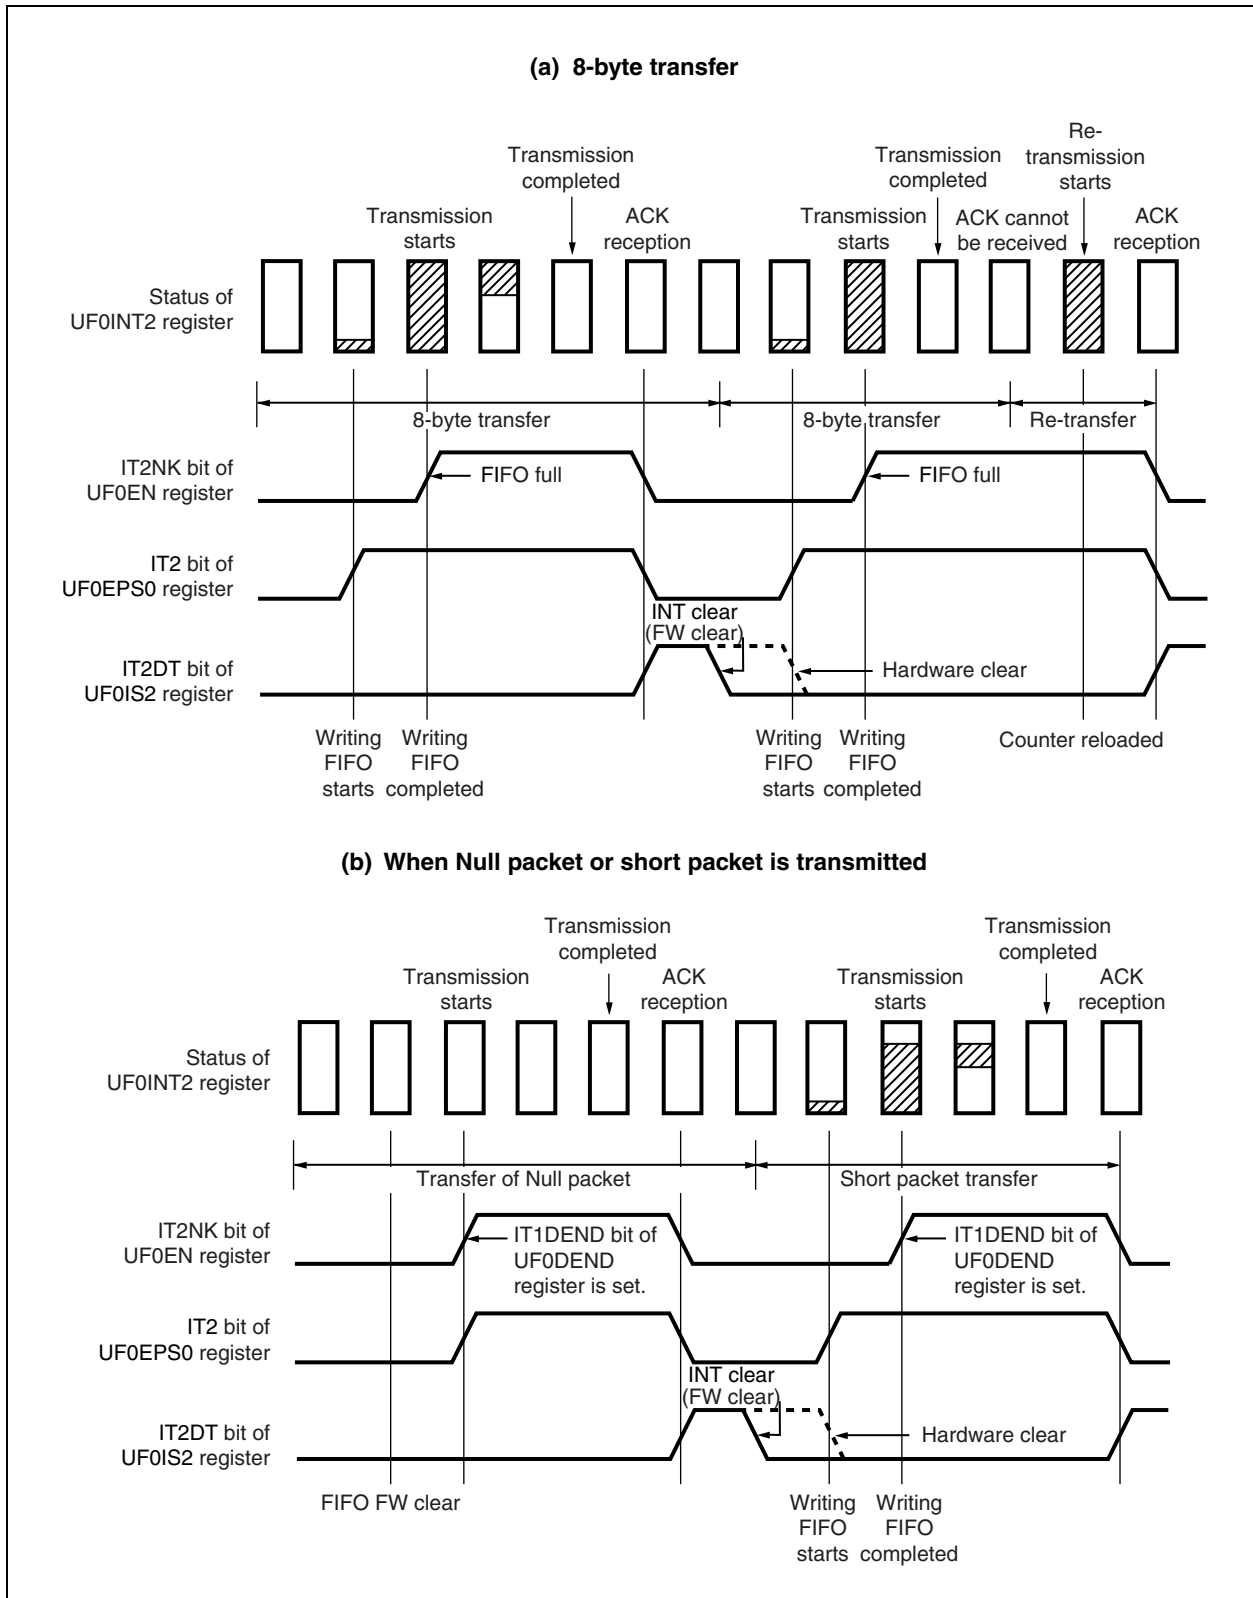 (a) 8-byte transfer
Re-
Transmission
Transmission
transmission
completed
completed
starts
Transmission
ACK
Transmission
ACK cannot
ACK
starts
reception
starts
be received
reception
Status of
UF0INT2 register
8-byte transfer
8-byte transfer
Re-transfer
IT2NK bit of
UF0EN register
FIFO full
FIFO full
IT2 bit of
UF0EPS0 register
INT clear
(FW clear)
IT2DT bit of
UF0IS2 register
Hardware clear
Writing
FIFO
starts
Writing
FIFO
completed
Writing
FIFO
starts
Writing
FIFO
completed
Counter reloaded
(b) When Null packet or short packet is transmitted
Transmission
completed
Transmission
completed
Transmission
starts
ACK
reception
Transmission
starts
ACK
reception
Status of
UF0INT2 register
Transfer of Null packet
Short packet transfer
IT2NK bit of
UF0EN register
IT1DEND bit of
UF0DEND
register is set.
IT1DEND bit of
UF0DEND
register is set.
IT2 bit of
UF0EPS0 register
INT clear
(FW clear)
IT2DT bit of
UF0IS2 register
Hardware clear
FIFO FW clear
Writing
FIFO
starts
Writing
FIFO
completed